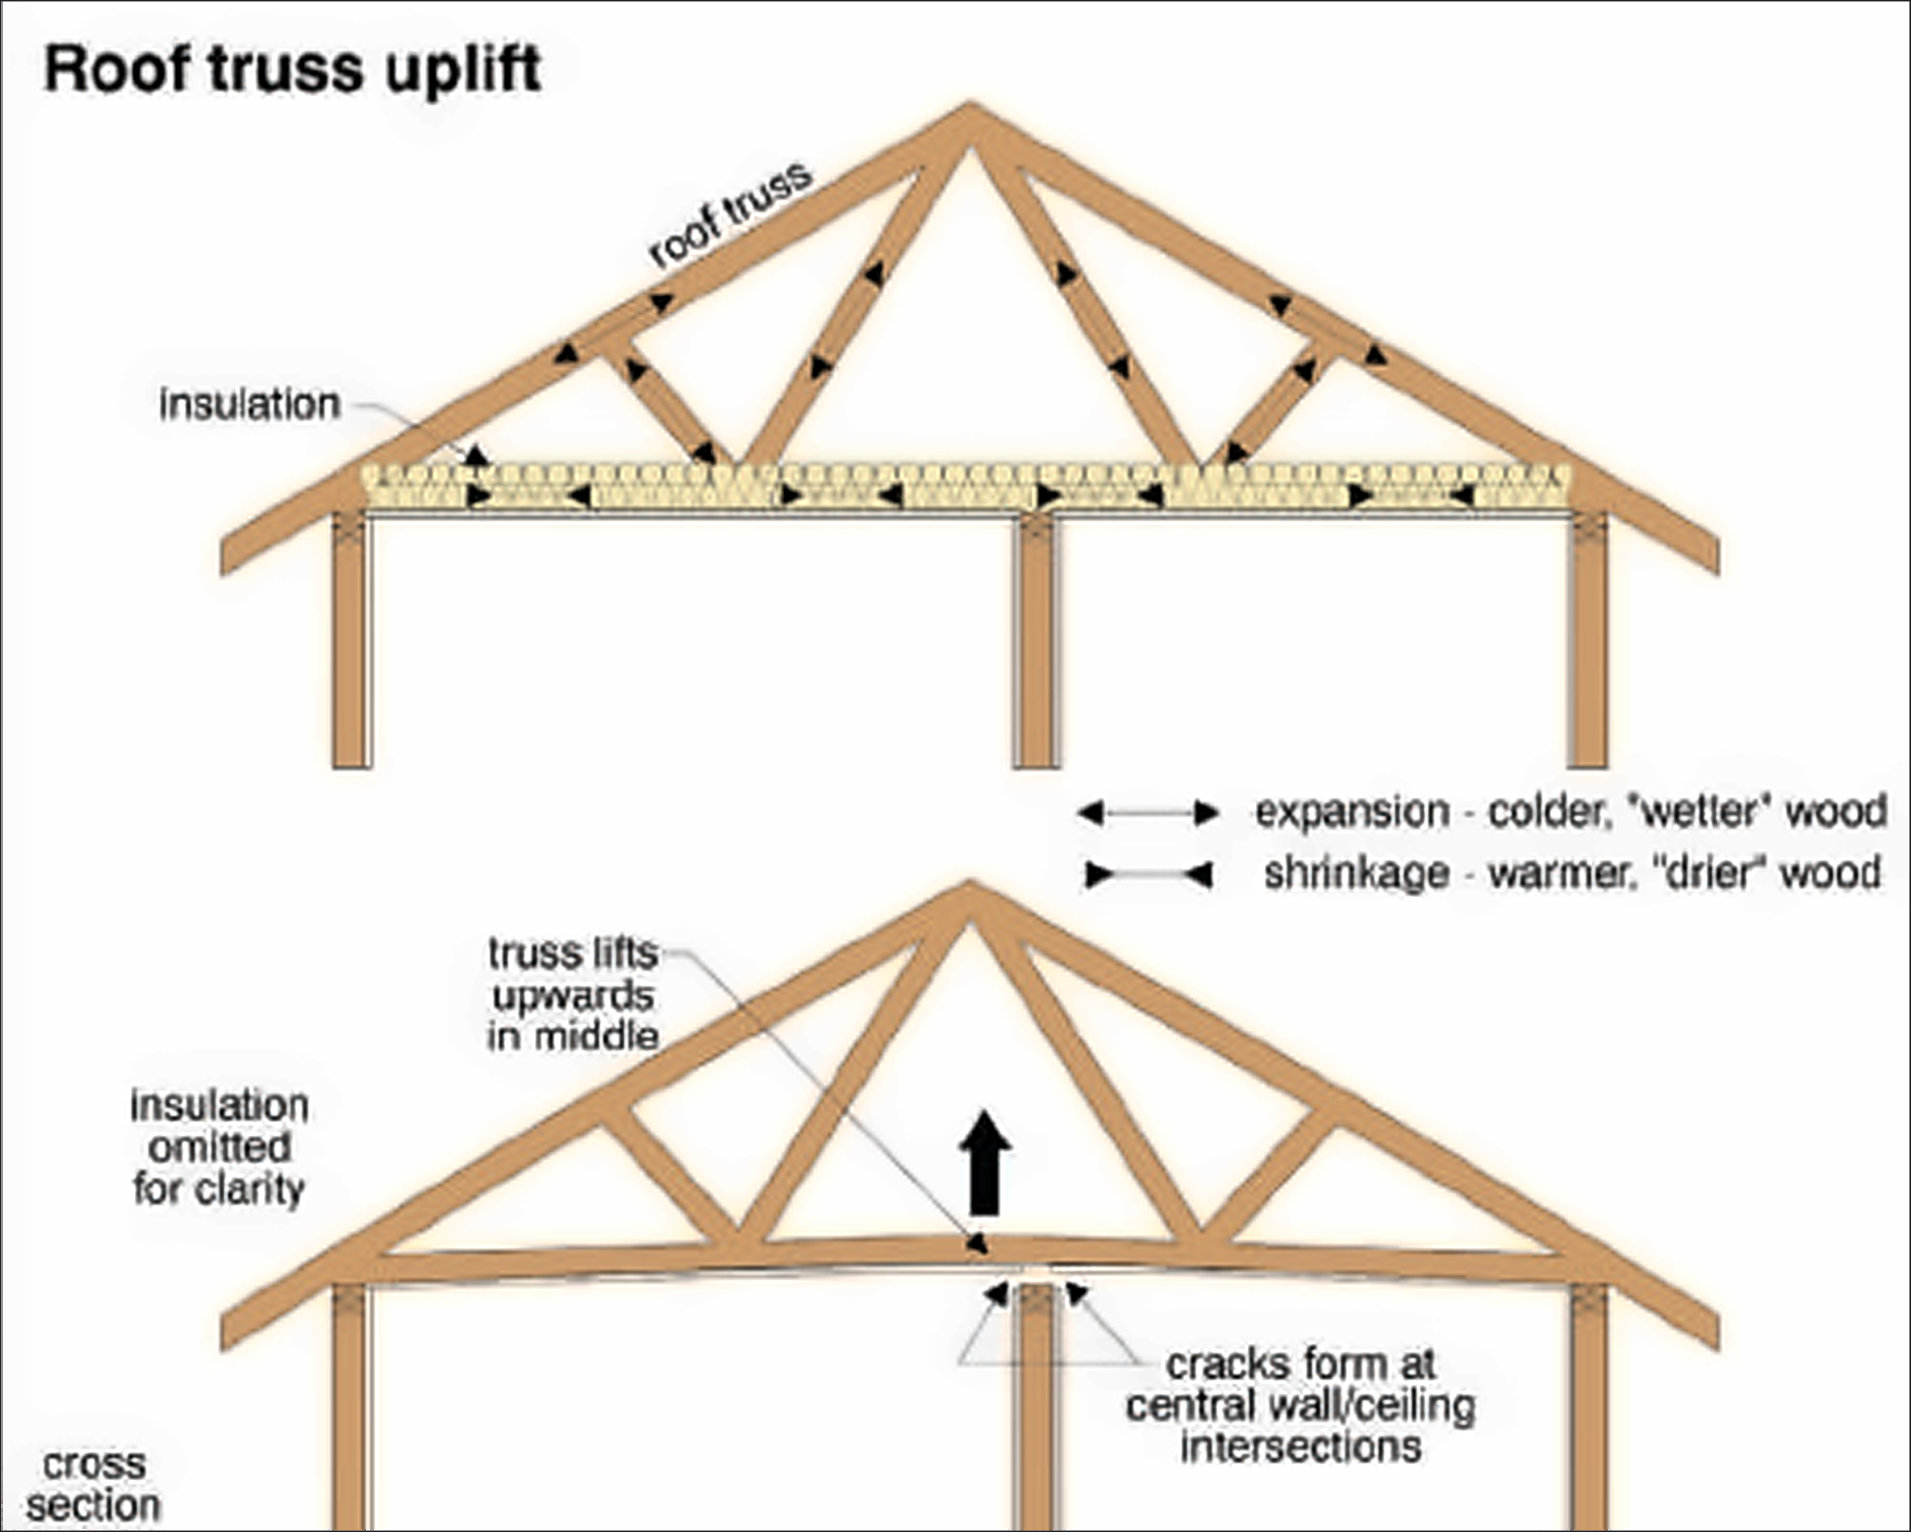 Roof truss uplift
roof truss
insulation
expansion - colder, "wetter" wood
shrinkage - warmer, "drier" wood
truss lifts
upwards
in middle
insulation
omitted
for clarity
cracks form at
central wall/ceiling
intersections
cross
section